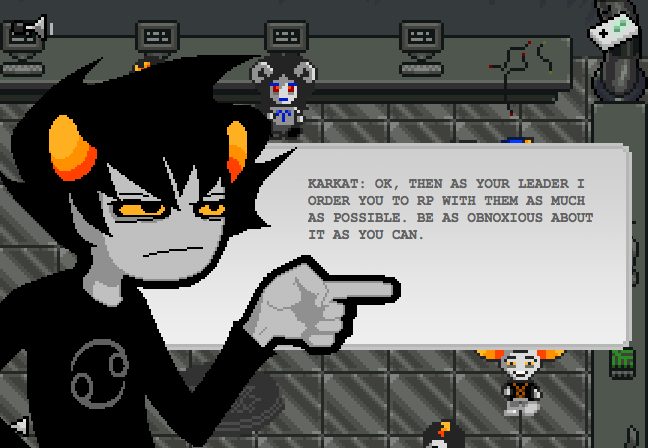 KARKAT: OK, THEN AS YOUR LEADER I
ORDER YOU TO RP WITH THEM AS MUCH
AS POSSIBLE. BE AS OBNOXIOUS ABOUT
IT AS YOU CAN.